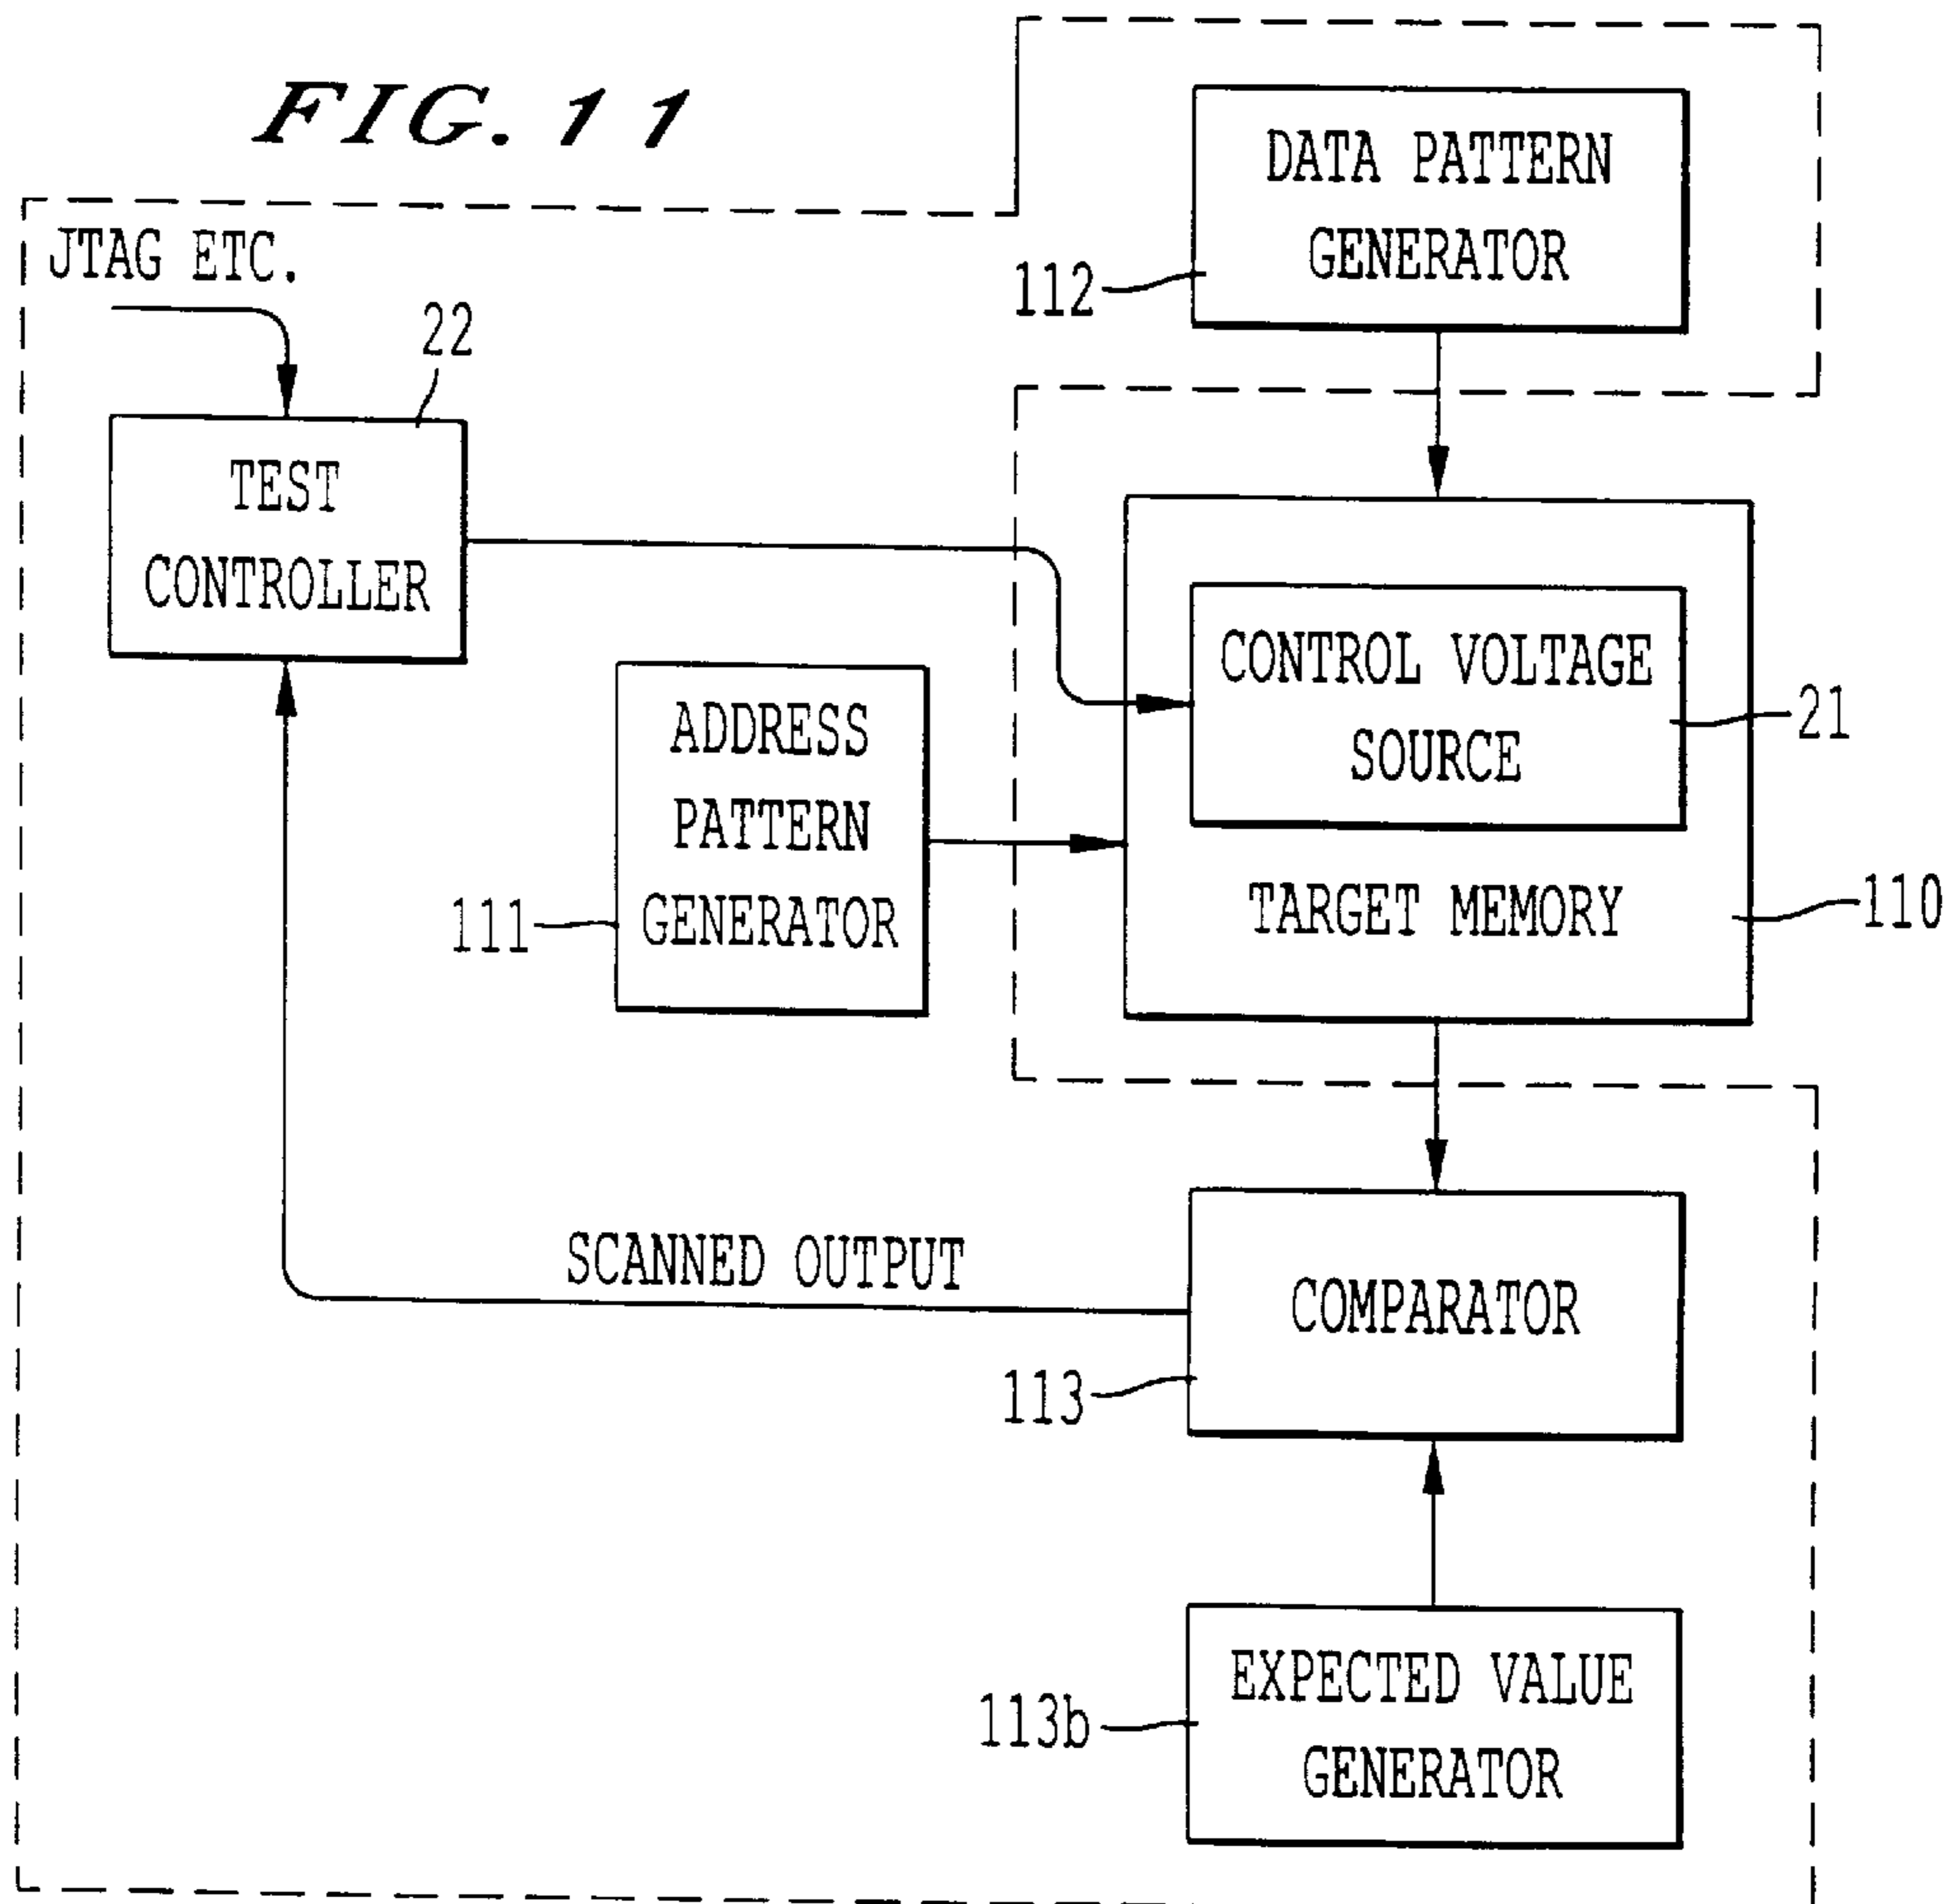 FIG. 11
DATA PATTERN
GENERATOR
112
JTAG ETC.
22
TEST
CONTROLLER
CONTROL VOLTAGE
SOURCE
21
ADDRESS
PATTERN
GENERATOR
111
TARGET MEMORY
110
SCANNED OUTPUT
COMPARATOR
113
EXPECTED VALUE
GENERATOR
113b